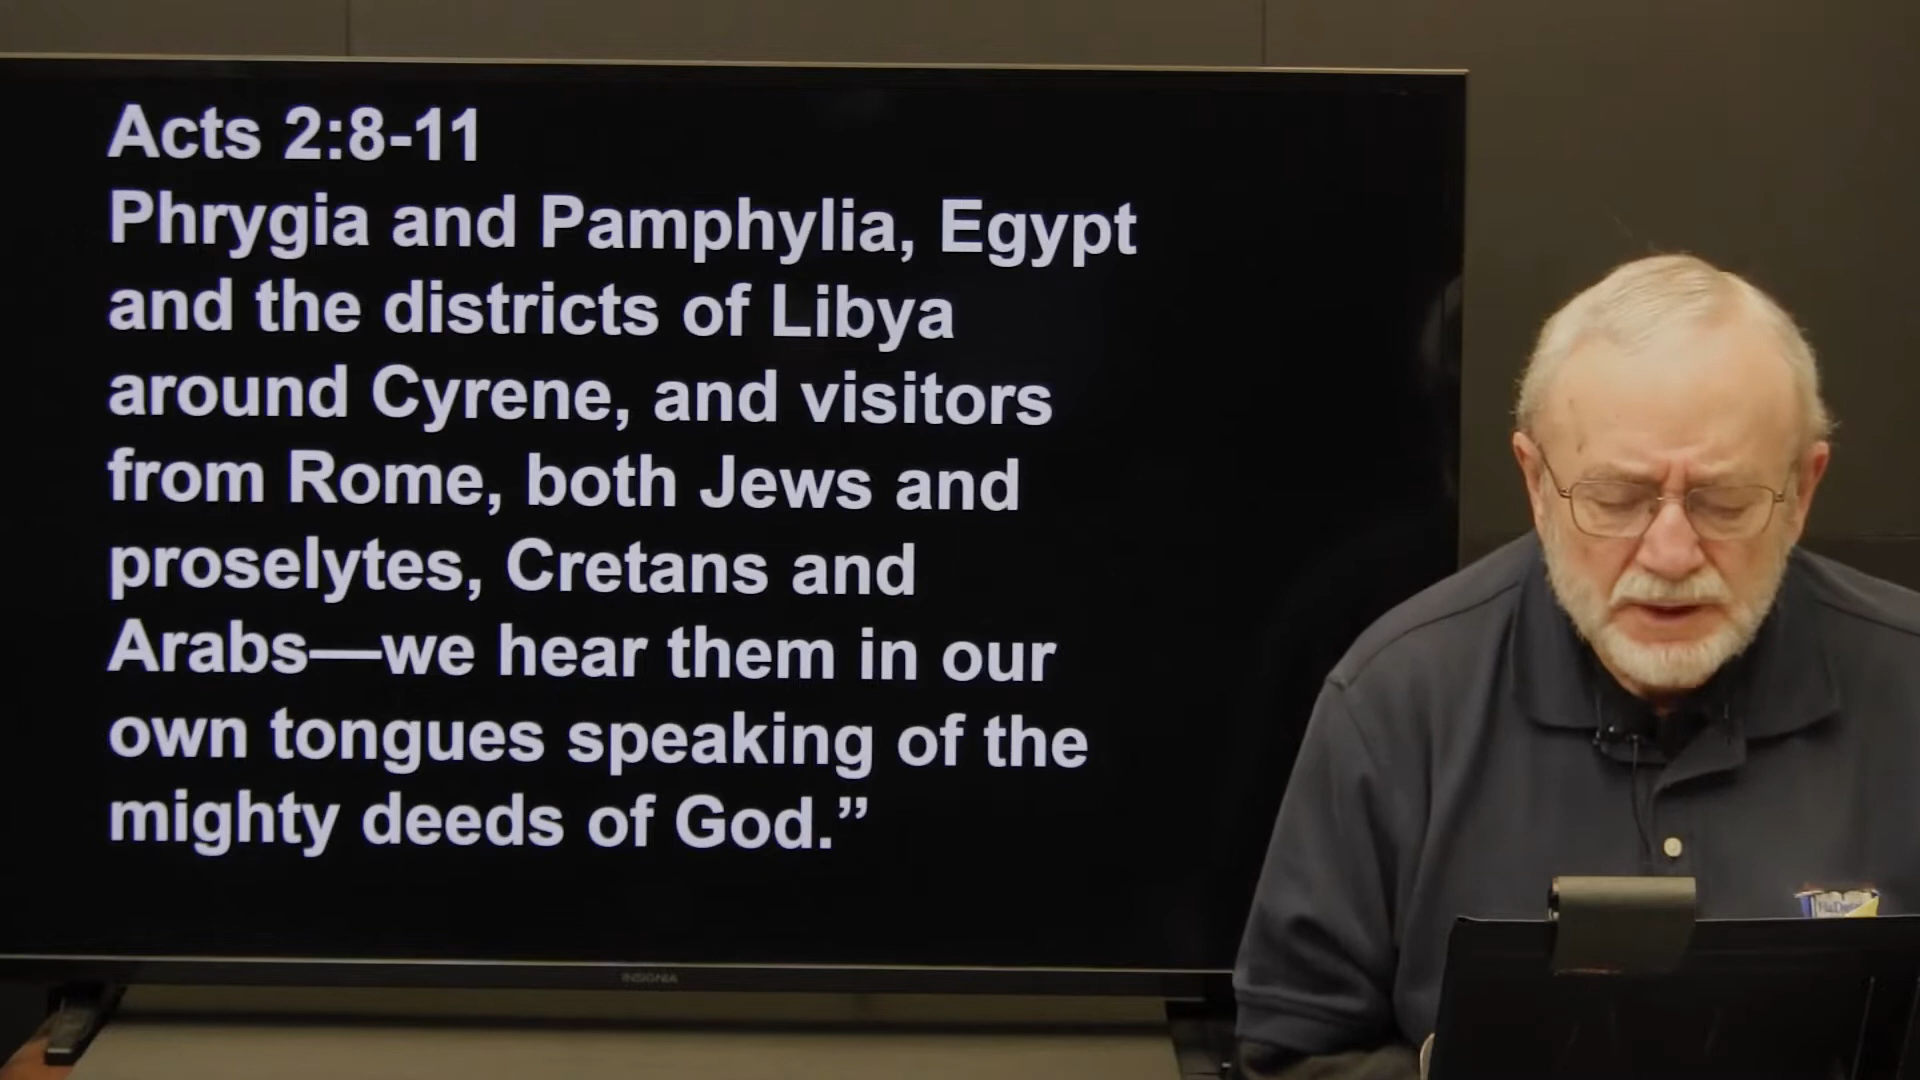 Acts 2:8-11
Phrygia and Pamphylia, Egypt
and the districts of Libya
around Cyrene, and visitors
from Rome, both Jews and
proselytes, Cretans and
Arabs—we hear them in our
own tongues speaking of the
mighty deeds of God.”
INSIGNIA